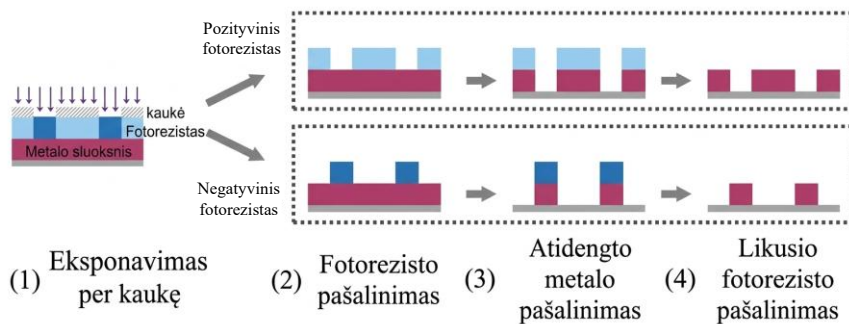 Pozityvinis
fotorezistas
kaukė
Fotorezistas
Metalo sluoksnis
Negatyvinis
fotorezistas
(1) Eksponavimas
per kaukę
(2) Fotorezisto
pašalinimas
(3) Atidengto
metalo
pašalinimas
(4) Likusio
fotorezisto
pašalinimas